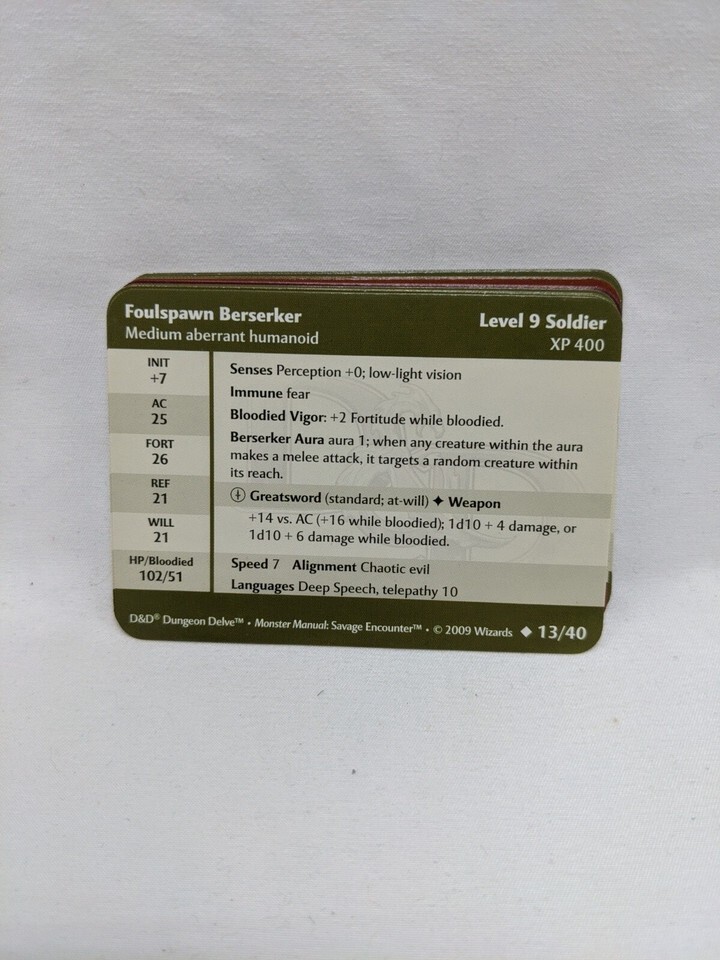 Foulspawn Berserker
Level 9 Soldier
Medium aberrant humanoid
XP 400
INIT
+7
AC
25
FORT
26
REF
21
WILL
21
HP/Bloodied
102/51
Senses Perception +0; low-light vision
Immune fear
Bloodied Vigor: +2 Fortitude while bloodied.
Berserker Aura aura 1; when any creature within the aura
makes a melee attack, it targets a random creature within
its reach.
Greatsword (standard; at-will) ✦ Weapon
+14 vs. AC (+16 while bloodied); 1d10 + 4 damage, or
1d10 + 6 damage while bloodied.
Speed 7 Alignment Chaotic evil
Languages Deep Speech, telepathy 10
D&D® Dungeon Delve™ • Monster Manual: Savage Encounter™ • © 2009 Wizards ◆ 13/40